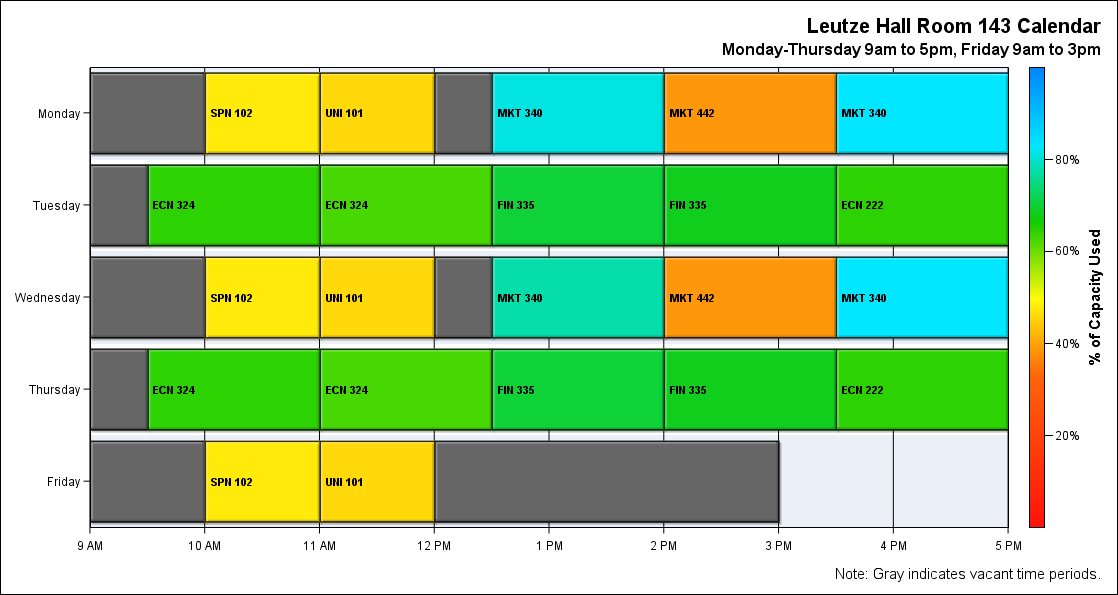 Leutze Hall Room 143 Calendar
Monday-Thursday 9am to 5pm, Friday 9am to 3pm
Monday
SPN 102
UNI 101
MKT 340
MKT 442
MKT 340
Tuesday
ECN 324
ECN 324
FIN 335
FIN 335
ECN 222
Wednesday
SPN 102
UNI 101
MKT 340
MKT 442
MKT 340
Thursday
ECN 324
ECN 324
FIN 335
FIN 335
ECN 222
Friday
SPN 102
UNI 101
9 AM
10 AM
11 AM
12 PM
1 PM
2 PM
3 PM
4 PM
5 PM
80%
60%
40%
20%
% of Capacity Used
Note: Gray indicates vacant time periods.